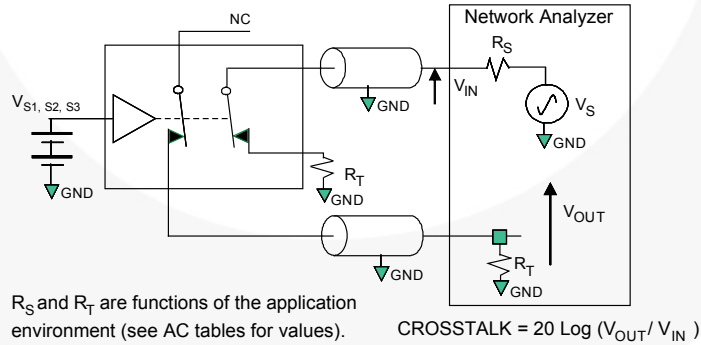 Network Analyzer
NC
R_S
V_IN
V_S
GND
GND
V_S1, S2, S3
R_T
GND
GND
V_OUT
R_T
GND
GND
R_S and R_T are functions of the application
environment (see AC tables for values).
CROSSTALK = 20 Log (V_OUT/ V_IN )